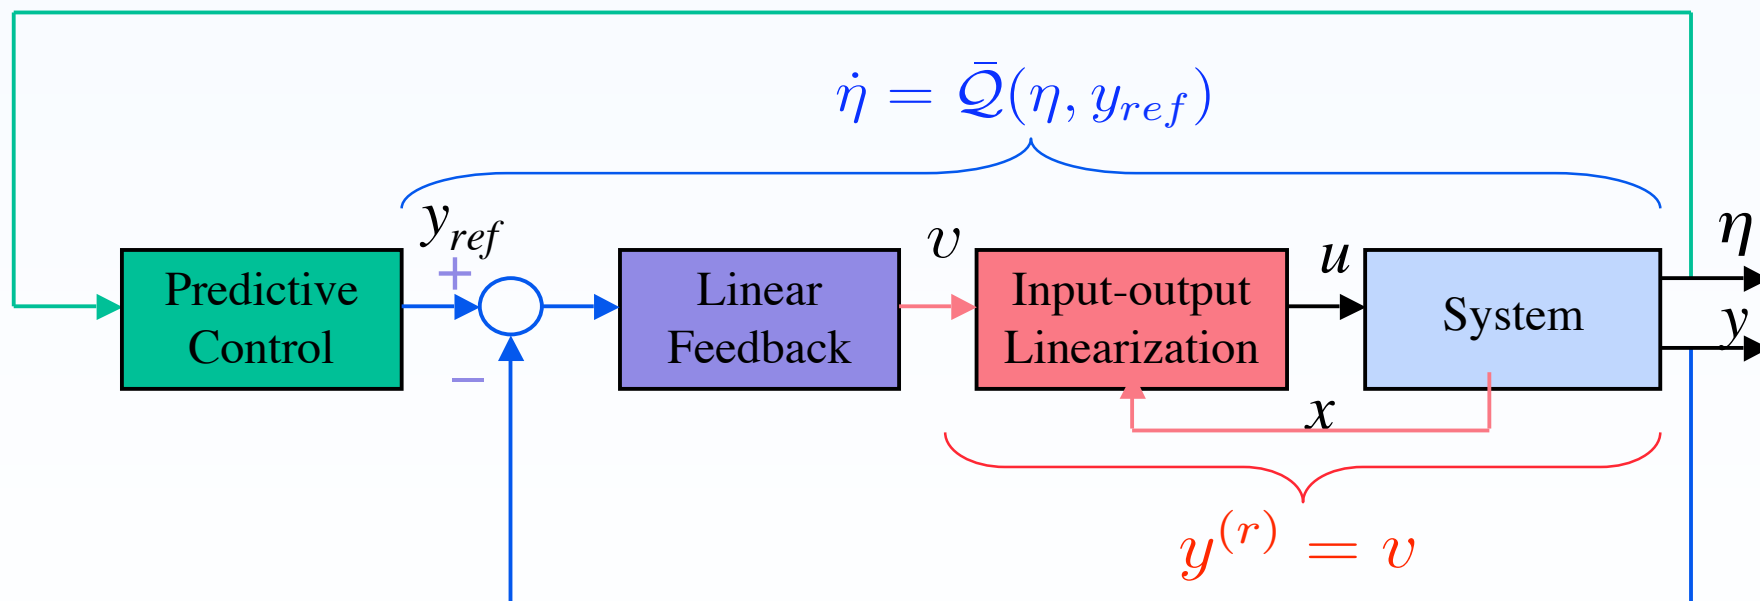 η̇ = 𝒬̄(η, y_ref)
y_ref
+
−
Predictive
Control
Linear
Feedback
v
Input-output
Linearization
u
System
η
y
x
y^(r) = v